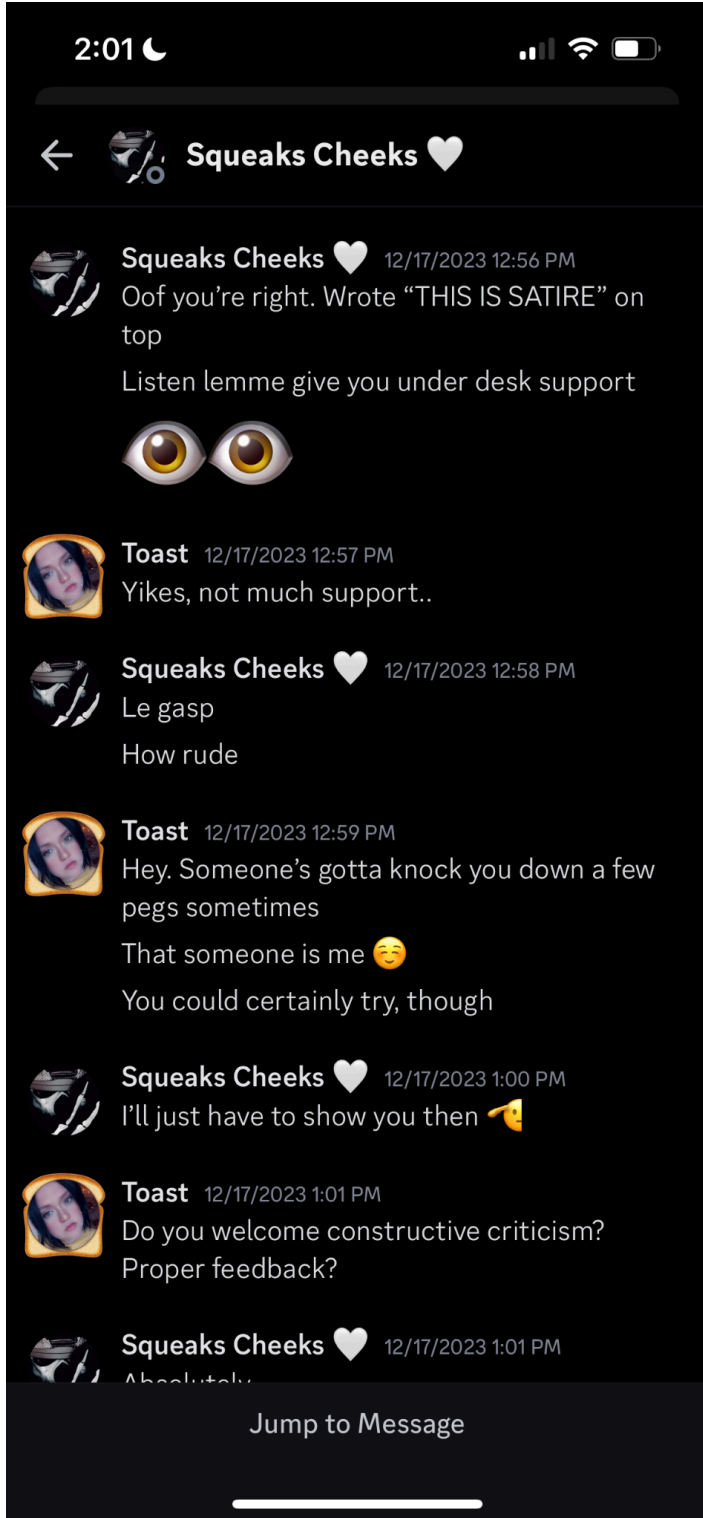 2:01
Squeaks Cheeks 🤍
Squeaks Cheeks 🤍 12/17/2023 12:56 PM
Oof you’re right. Wrote “THIS IS SATIRE” on
top
Listen lemme give you under desk support
👁️👁️
Toast 12/17/2023 12:57 PM
Yikes, not much support..
Squeaks Cheeks 🤍 12/17/2023 12:58 PM
Le gasp
How rude
Toast 12/17/2023 12:59 PM
Hey. Someone’s gotta knock you down a few
pegs sometimes
That someone is me ☺️
You could certainly try, though
Squeaks Cheeks 🤍 12/17/2023 1:00 PM
I’ll just have to show you then 🫡
Toast 12/17/2023 1:01 PM
Do you welcome constructive criticism?
Proper feedback?
Squeaks Cheeks 🤍 12/17/2023 1:01 PM
Absolutely
Jump to Message